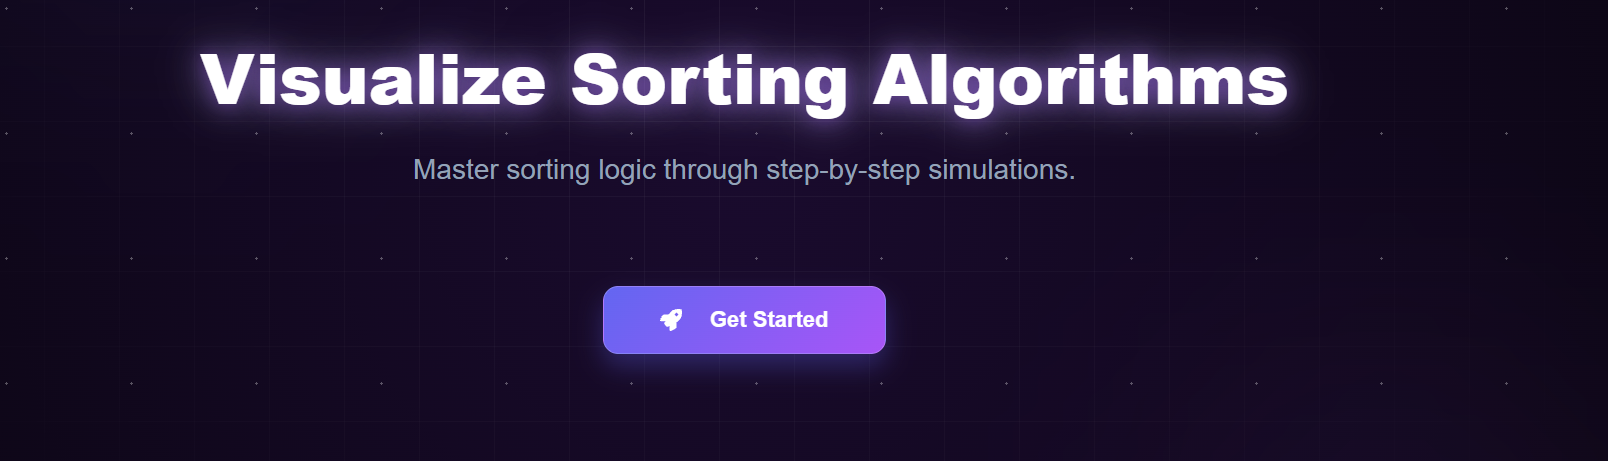 Visualize Sorting Algorithms
Master sorting logic through step-by-step simulations.
Get Started